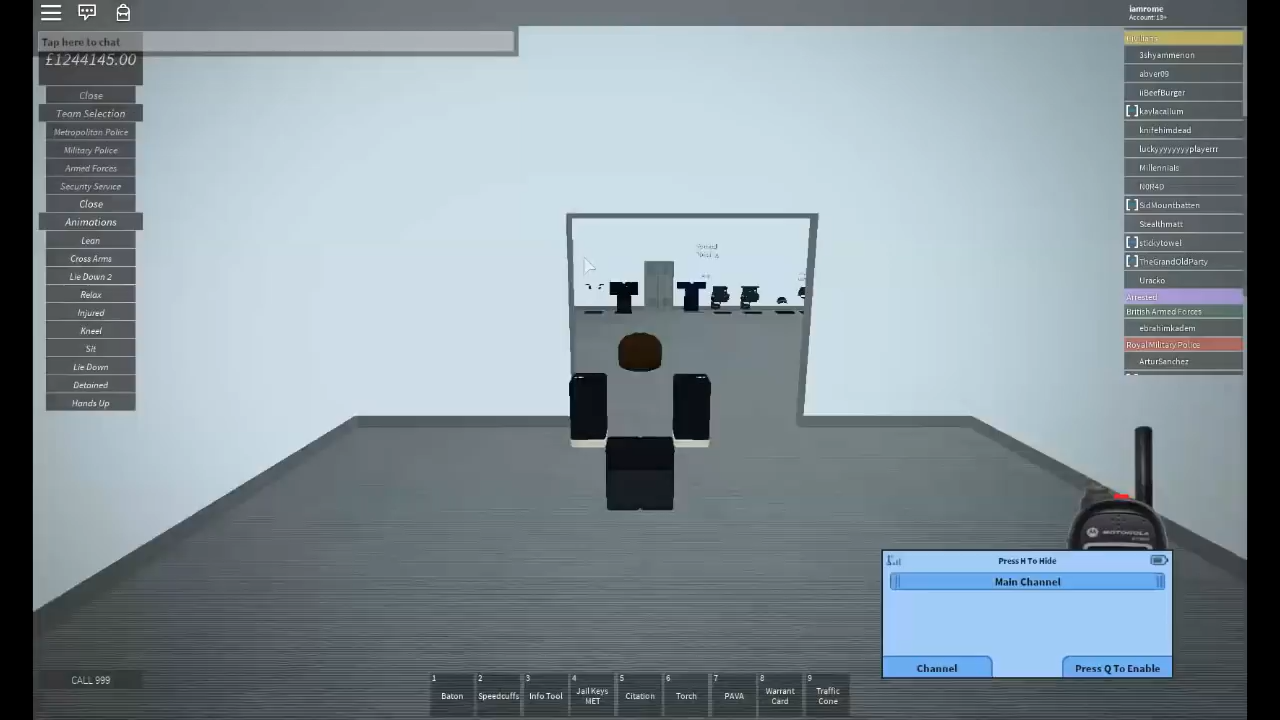 iamrome
Account: 13+
Tap here to chat
£1244145.00
Close
Team Selection
Metropolitan Police
Military Police
Armed Forces
Security Service
Close
Animations
Lean
Cross Arms
Lie Down 2
Relax
Injured
Kneel
Sit
Lie Down
Detained
Hands Up
CALL 999
3shyammenon
abver09
iiBeefBurger
[ ] kavlacallum
knifehimdead
Millennials
N0R4D
[ ] SidMountbatten
Stealthmatt
[ ] stickytowel
[ ] TheGrandOldParty
Uracko
Arrested
British Armed Forces
ebrahimkadem
Royal Military Police
ArturSanchez
MOTOROLA
Press H To Hide
Main Channel
Channel
Press Q To Enable
1 Baton
2 Speedcuffs
3 Info Tool
4 Jail Keys MET
5 Citation
6 Torch
7 PAVA
8 Warrant Card
9 Traffic Cone